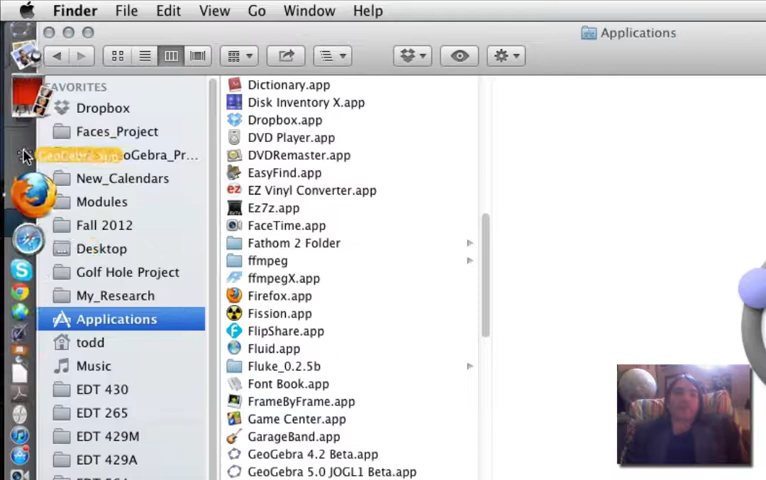 Finder File Edit View Go Window Help
Applications
FAVORITES
Dropbox
Faces_Project
GeoGebra.app oGebra_Pr...
New_Calendars
Modules
Fall 2012
Desktop
Golf Hole Project
My_Research
Applications
todd
Music
EDT 430
EDT 265
EDT 429M
EDT 429A
Dictionary.app
Disk Inventory X.app
Dropbox.app
DVD Player.app
DVDRemaster.app
EasyFind.app
ez EZ Vinyl Converter.app
Ez7z.app
FaceTime.app
Fathom 2 Folder
ffmpeg
ffmpegX.app
Firefox.app
Fission.app
FlipShare.app
Fluid.app
Fluke_0.2.5b
Font Book.app
FrameByFrame.app
Game Center.app
GarageBand.app
GeoGebra 4.2 Beta.app
GeoGebra 5.0 JOGL1 Beta.app